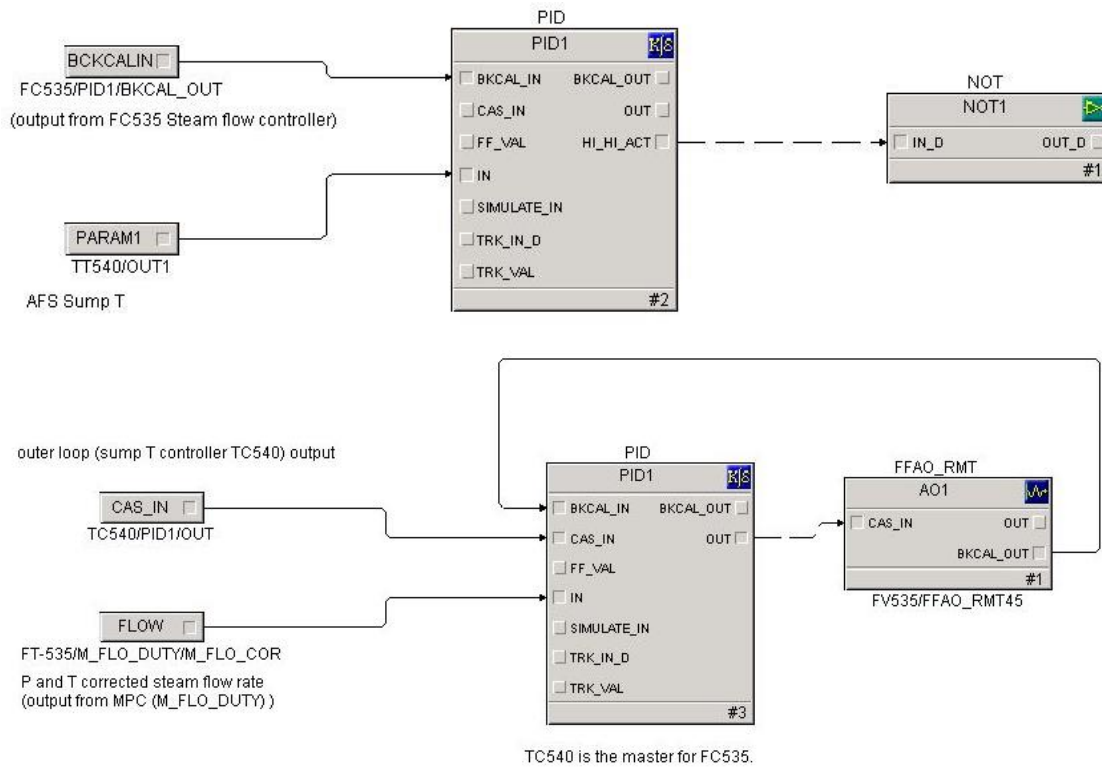 PID
PID1
BCKCALIN
FC535/PID1/BKCAL_OUT
(output from FC535 Steam flow controller)
BKCAL_IN BKCAL_OUT
CAS_IN OUT
FF_VAL HI_HI_ACT
IN
SIMULATE_IN
TRK_IN_D
TRK_VAL
#2
PARAM1
TT540/OUT1
AFS Sump T
NOT
NOT1
IN_D OUT_D
#1
outer loop (sump T controller TC540) output
CAS_IN
TC540/PID1/OUT
FLOW
FT-535/M_FLO_DUTY/M_FLO_COR
P and T corrected steam flow rate
(output from MPC (M_FLO_DUTY) )
PID
PID1
BKCAL_IN BKCAL_OUT
CAS_IN OUT
FF_VAL
IN
SIMULATE_IN
TRK_IN_D
TRK_VAL
#3
FFAO_RMT
AO1
CAS_IN OUT
BKCAL_OUT
#1
FV535/FFAO_RMT45
TC540 is the master for FC535.